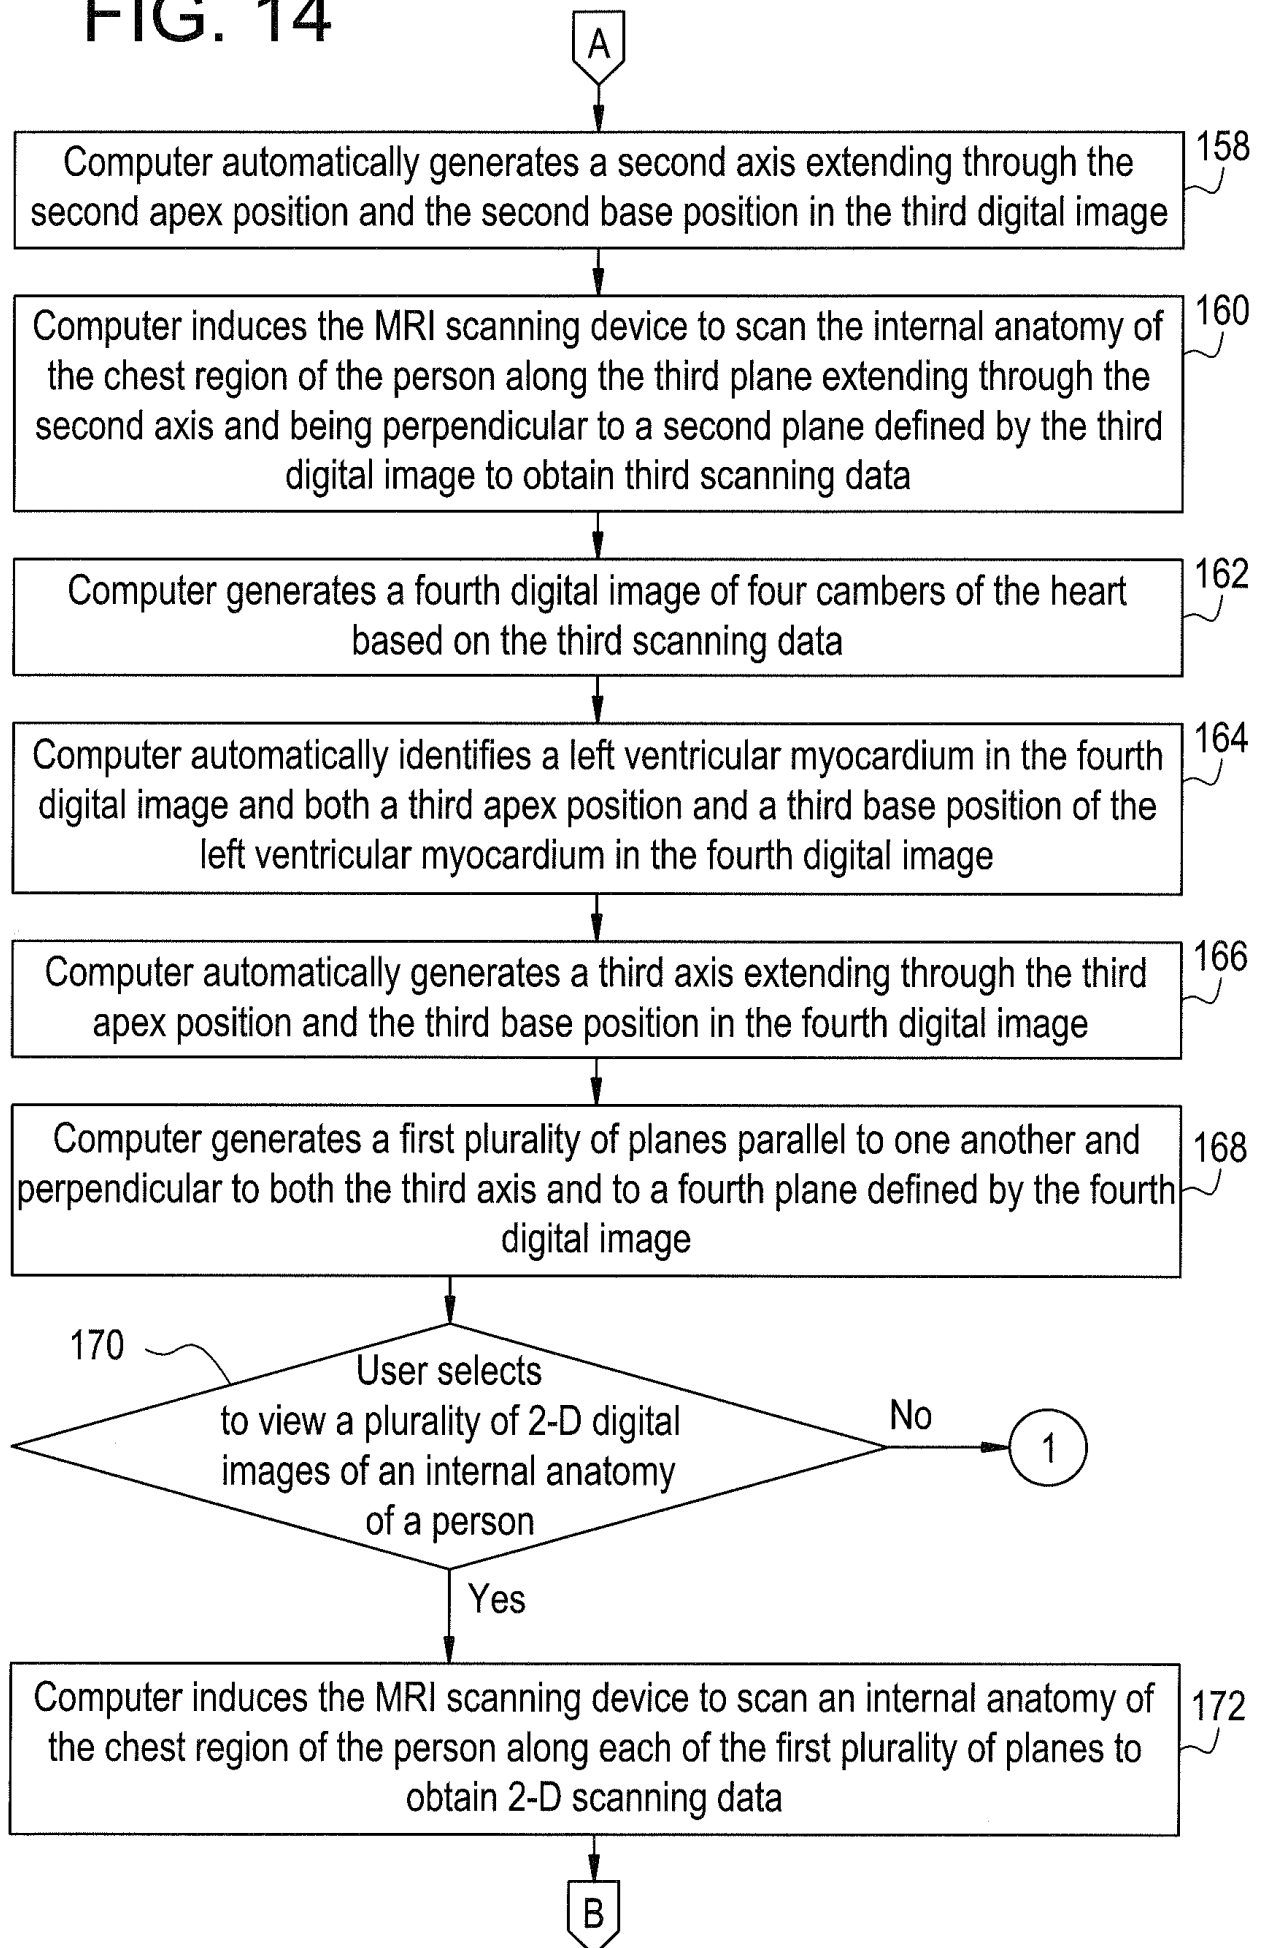 FIG. 14
A
Computer automatically generates a second axis extending through the
second apex position and the second base position in the third digital image
158
Computer induces the MRI scanning device to scan the internal anatomy of
the chest region of the person along the third plane extending through the
second axis and being perpendicular to a second plane defined by the third
digital image to obtain third scanning data
160
Computer generates a fourth digital image of four cambers of the heart
based on the third scanning data
162
Computer automatically identifies a left ventricular myocardium in the fourth
digital image and both a third apex position and a third base position of the
left ventricular myocardium in the fourth digital image
164
Computer automatically generates a third axis extending through the third
apex position and the third base position in the fourth digital image
166
Computer generates a first plurality of planes parallel to one another and
perpendicular to both the third axis and to a fourth plane defined by the fourth
digital image
168
170
User selects
to view a plurality of 2-D digital
images of an internal anatomy
of a person
No
1
Yes
Computer induces the MRI scanning device to scan an internal anatomy of
the chest region of the person along each of the first plurality of planes to
obtain 2-D scanning data
172
B